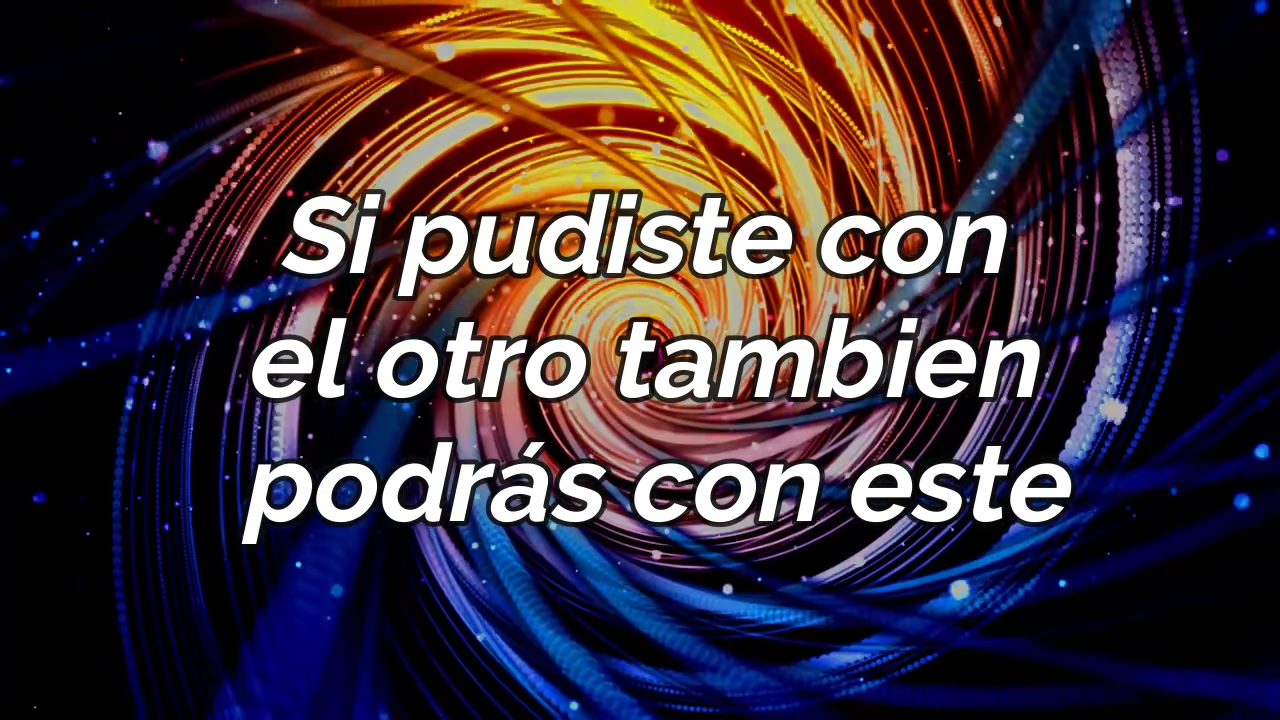 Si pudiste con
el otro tambien
podrás con este